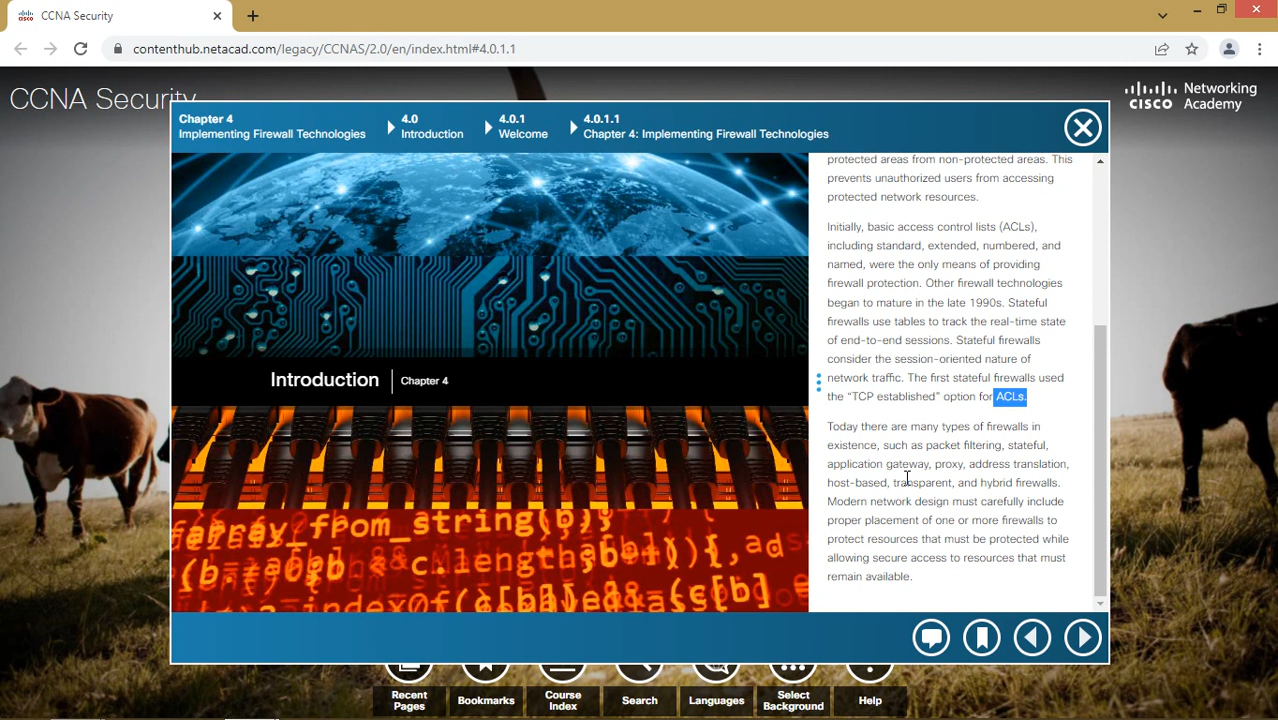 CCNA Security
contenthub.netacad.com/legacy/CCNAS/2.0/en/index.html#4.0.1.1
CCNA Security
Networking
CISCO Academy
Chapter 4
Implementing Firewall Technologies
4.0
Introduction
4.0.1
Welcome
4.0.1.1
Chapter 4: Implementing Firewall Technologies
Introduction
Chapter 4
protected areas from non-protected areas. This
prevents unauthorized users from accessing
protected network resources.
Initially, basic access control lists (ACLs),
including standard, extended, numbered, and
named, were the only means of providing
firewall protection. Other firewall technologies
began to mature in the late 1990s. Stateful
firewalls use tables to track the real-time state
of end-to-end sessions. Stateful firewalls
consider the session-oriented nature of
network traffic. The first stateful firewalls used
the “TCP established” option for ACLs.
Today there are many types of firewalls in
existence, such as packet filtering, stateful,
application gateway, proxy, address translation,
host-based, transparent, and hybrid firewalls.
Modern network design must carefully include
proper placement of one or more firewalls to
protect resources that must be protected while
allowing secure access to resources that must
remain available.
Recent
Pages
Bookmarks
Course
Index
Search
Languages
Select
Background
Help